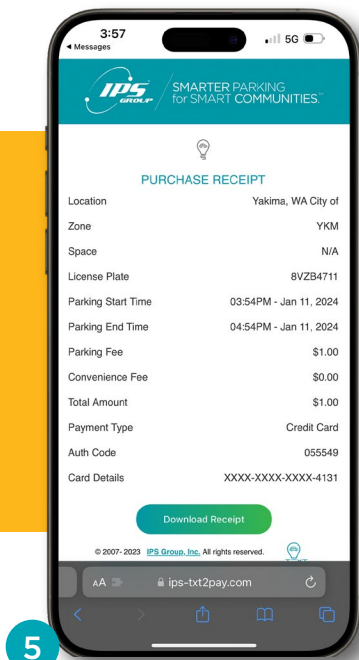 3:57
5G
Messages
IPS GROUP
SMARTER PARKING
for SMART COMMUNITIES.™
PURCHASE RECEIPT
Location Yakima, WA City of
Zone YKM
Space N/A
License Plate 8VZB4711
Parking Start Time 03:54PM - Jan 11, 2024
Parking End Time 04:54PM - Jan 11, 2024
Parking Fee $1.00
Convenience Fee $0.00
Total Amount $1.00
Payment Type Credit Card
Auth Code 055549
Card Details XXXX-XXXX-XXXX-4131
Download Receipt
© 2007- 2023 IPS Group, Inc. All rights reserved.
AA ips-txt2pay.com
5